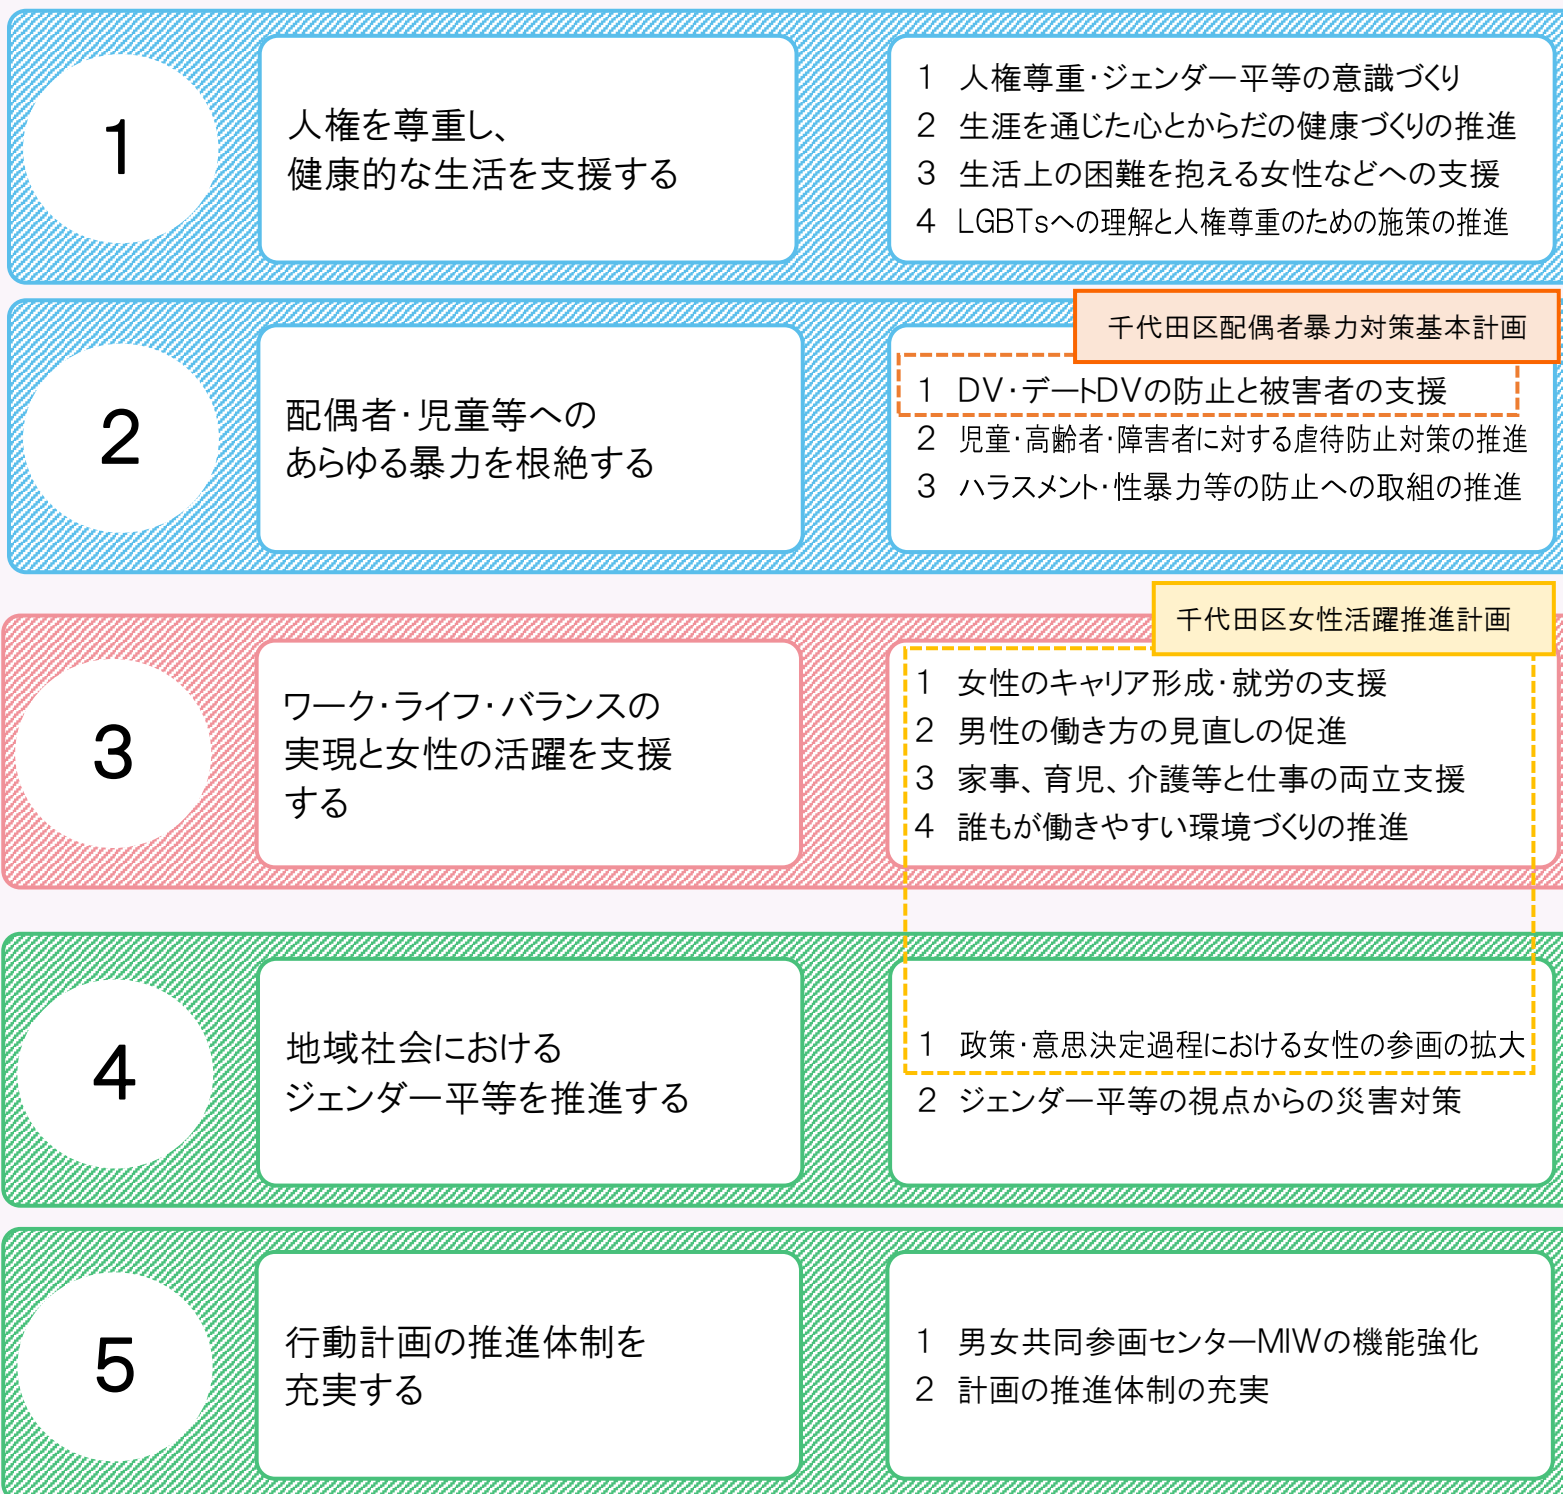 1
人権を尊重し、
健康的な生活を支援する
1 人権尊重・ジェンダー平等の意識づくり
2 生涯を通じた心とからだの健康づくりの推進
3 生活上の困難を抱える女性などへの支援
4 LGBTsへの理解と人権尊重のための施策の推進
2
配偶者・児童等への
あらゆる暴力を根絶する
千代田区配偶者暴力対策基本計画
1 DV・デートDVの防止と被害者の支援
2 児童・高齢者・障害者に対する虐待防止対策の推進
3 ハラスメント・性暴力等の防止への取組の推進
3
ワーク・ライフ・バランスの
実現と女性の活躍を支援
する
千代田区女性活躍推進計画
1 女性のキャリア形成・就労の支援
2 男性の働き方の見直しの促進
3 家事、育児、介護等と仕事の両立支援
4 誰もが働きやすい環境づくりの推進
4
地域社会における
ジェンダー平等を推進する
1 政策・意思決定過程における女性の参画の拡大
2 ジェンダー平等の視点からの災害対策
5
行動計画の推進体制を
充実する
1 男女共同参画センターMIWの機能強化
2 計画の推進体制の充実